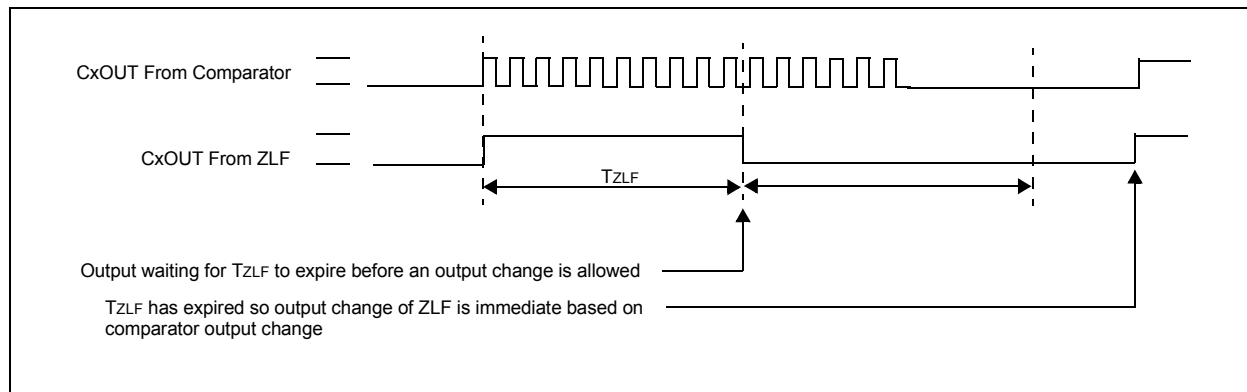 CxOUT From Comparator
CxOUT From ZLF
TZLF
Output waiting for TZLF to expire before an output change is allowed
TZLF has expired so output change of ZLF is immediate based on
comparator output change